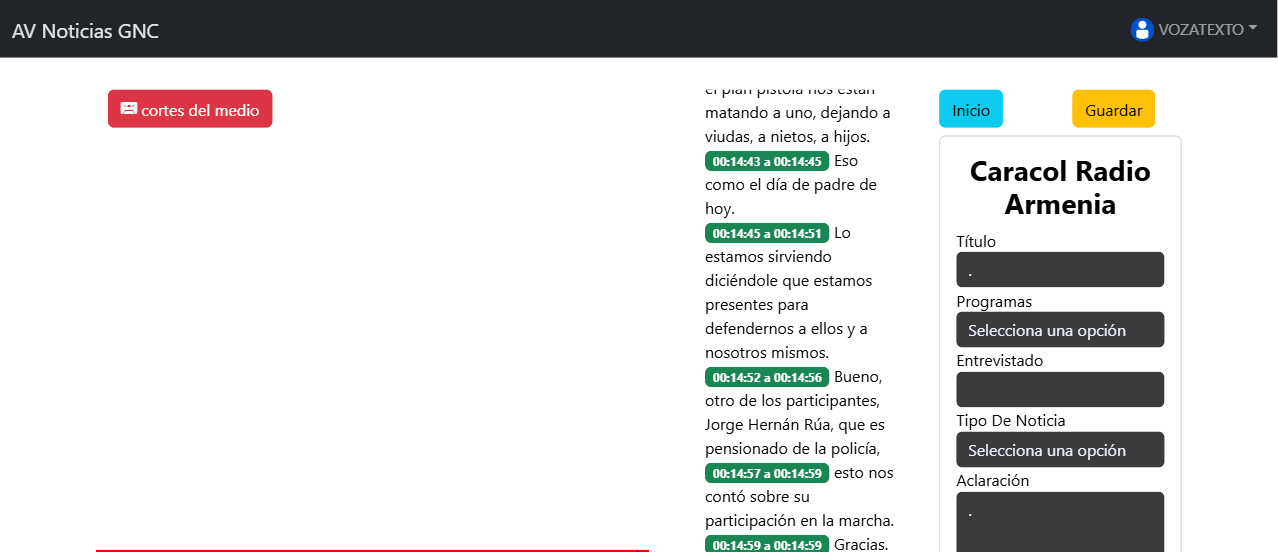 AV Noticias GNC
VOZATEXTO
cortes del medio
el plan pistola nos están
matando a uno, dejando a
viudas, a nietos, a hijos.
00:14:43 a 00:14:45 Eso
como el día de padre de
hoy.
00:14:45 a 00:14:51 Lo
estamos sirviendo
diciéndole que estamos
presentes para
defendernos a ellos y a
nosotros mismos.
00:14:52 a 00:14:56 Bueno,
otro de los participantes,
Jorge Hernán Rúa, que es
pensionado de la policía,
00:14:57 a 00:14:59 esto nos
contó sobre su
participación en la marcha.
00:14:59 a 00:14:59 Gracias.
Inicio
Guardar
Caracol Radio
Armenia
Título
.
Programas
Selecciona una opción
Entrevistado
Tipo De Noticia
Selecciona una opción
Aclaración
.